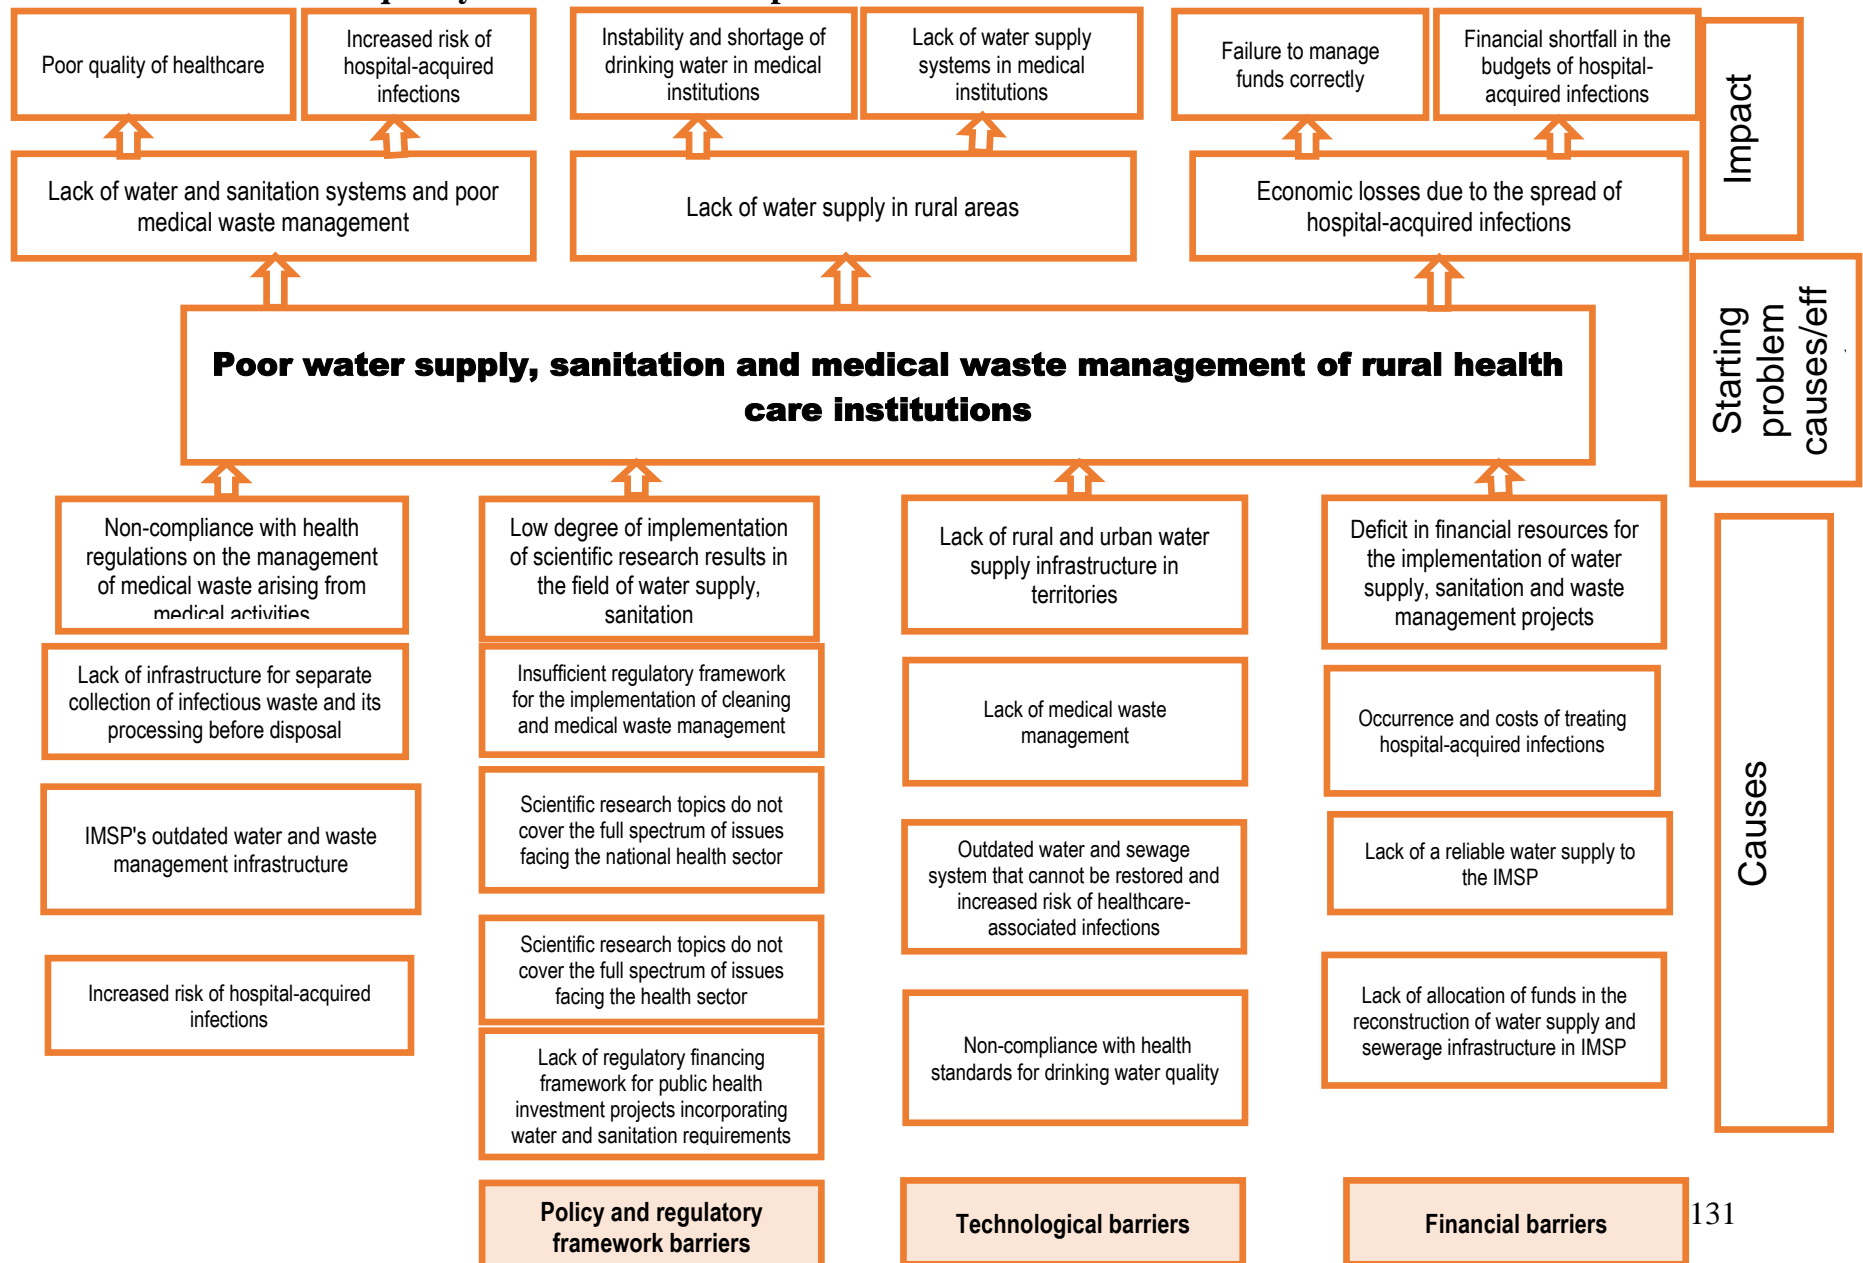 Poor quality of healthcare
Increased risk of
hospital-acquired
infections
Instability and shortage of
drinking water in medical
institutions
Lack of water supply
systems in medical
institutions
Failure to manage
funds correctly
Financial shortfall in the
budgets of hospital-
acquired infections
Impact
Lack of water and sanitation systems and poor
medical waste management
Lack of water supply in rural areas
Economic losses due to the spread of
hospital-acquired infections
Starting
problem
causes/eff
Poor water supply, sanitation and medical waste management of rural health
care institutions
Non-compliance with health
regulations on the management
of medical waste arising from
medical activities
Lack of infrastructure for separate
collection of infectious waste and its
processing before disposal
IMSP's outdated water and waste
management infrastructure
Increased risk of hospital-acquired
infections
Low degree of implementation
of scientific research results in
the field of water supply,
sanitation
Insufficient regulatory framework
for the implementation of cleaning
and medical waste management
Scientific research topics do not
cover the full spectrum of issues
facing the national health sector
Scientific research topics do not
cover the full spectrum of issues
facing the health sector
Lack of regulatory financing
framework for public health
investment projects incorporating
water and sanitation requirements
Policy and regulatory
framework barriers
Lack of rural and urban water
supply infrastructure in
territories
Lack of medical waste
management
Outdated water and sewage
system that cannot be restored and
increased risk of healthcare-
associated infections
Non-compliance with health
standards for drinking water quality
Technological barriers
Deficit in financial resources for
the implementation of water
supply, sanitation and waste
management projects
Occurrence and costs of treating
hospital-acquired infections
Lack of a reliable water supply to
the IMSP
Lack of allocation of funds in the
reconstruction of water supply and
sewerage infrastructure in IMSP
Financial barriers
Causes
131